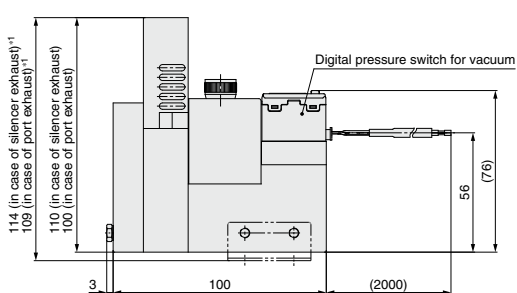 Digital pressure switch for vacuum
114 (in case of silencer exhaust)*1
109 (in case of port exhaust)*1
110 (in case of silencer exhaust)
100 (in case of port exhaust)
56
(76)
3
100
(2000)